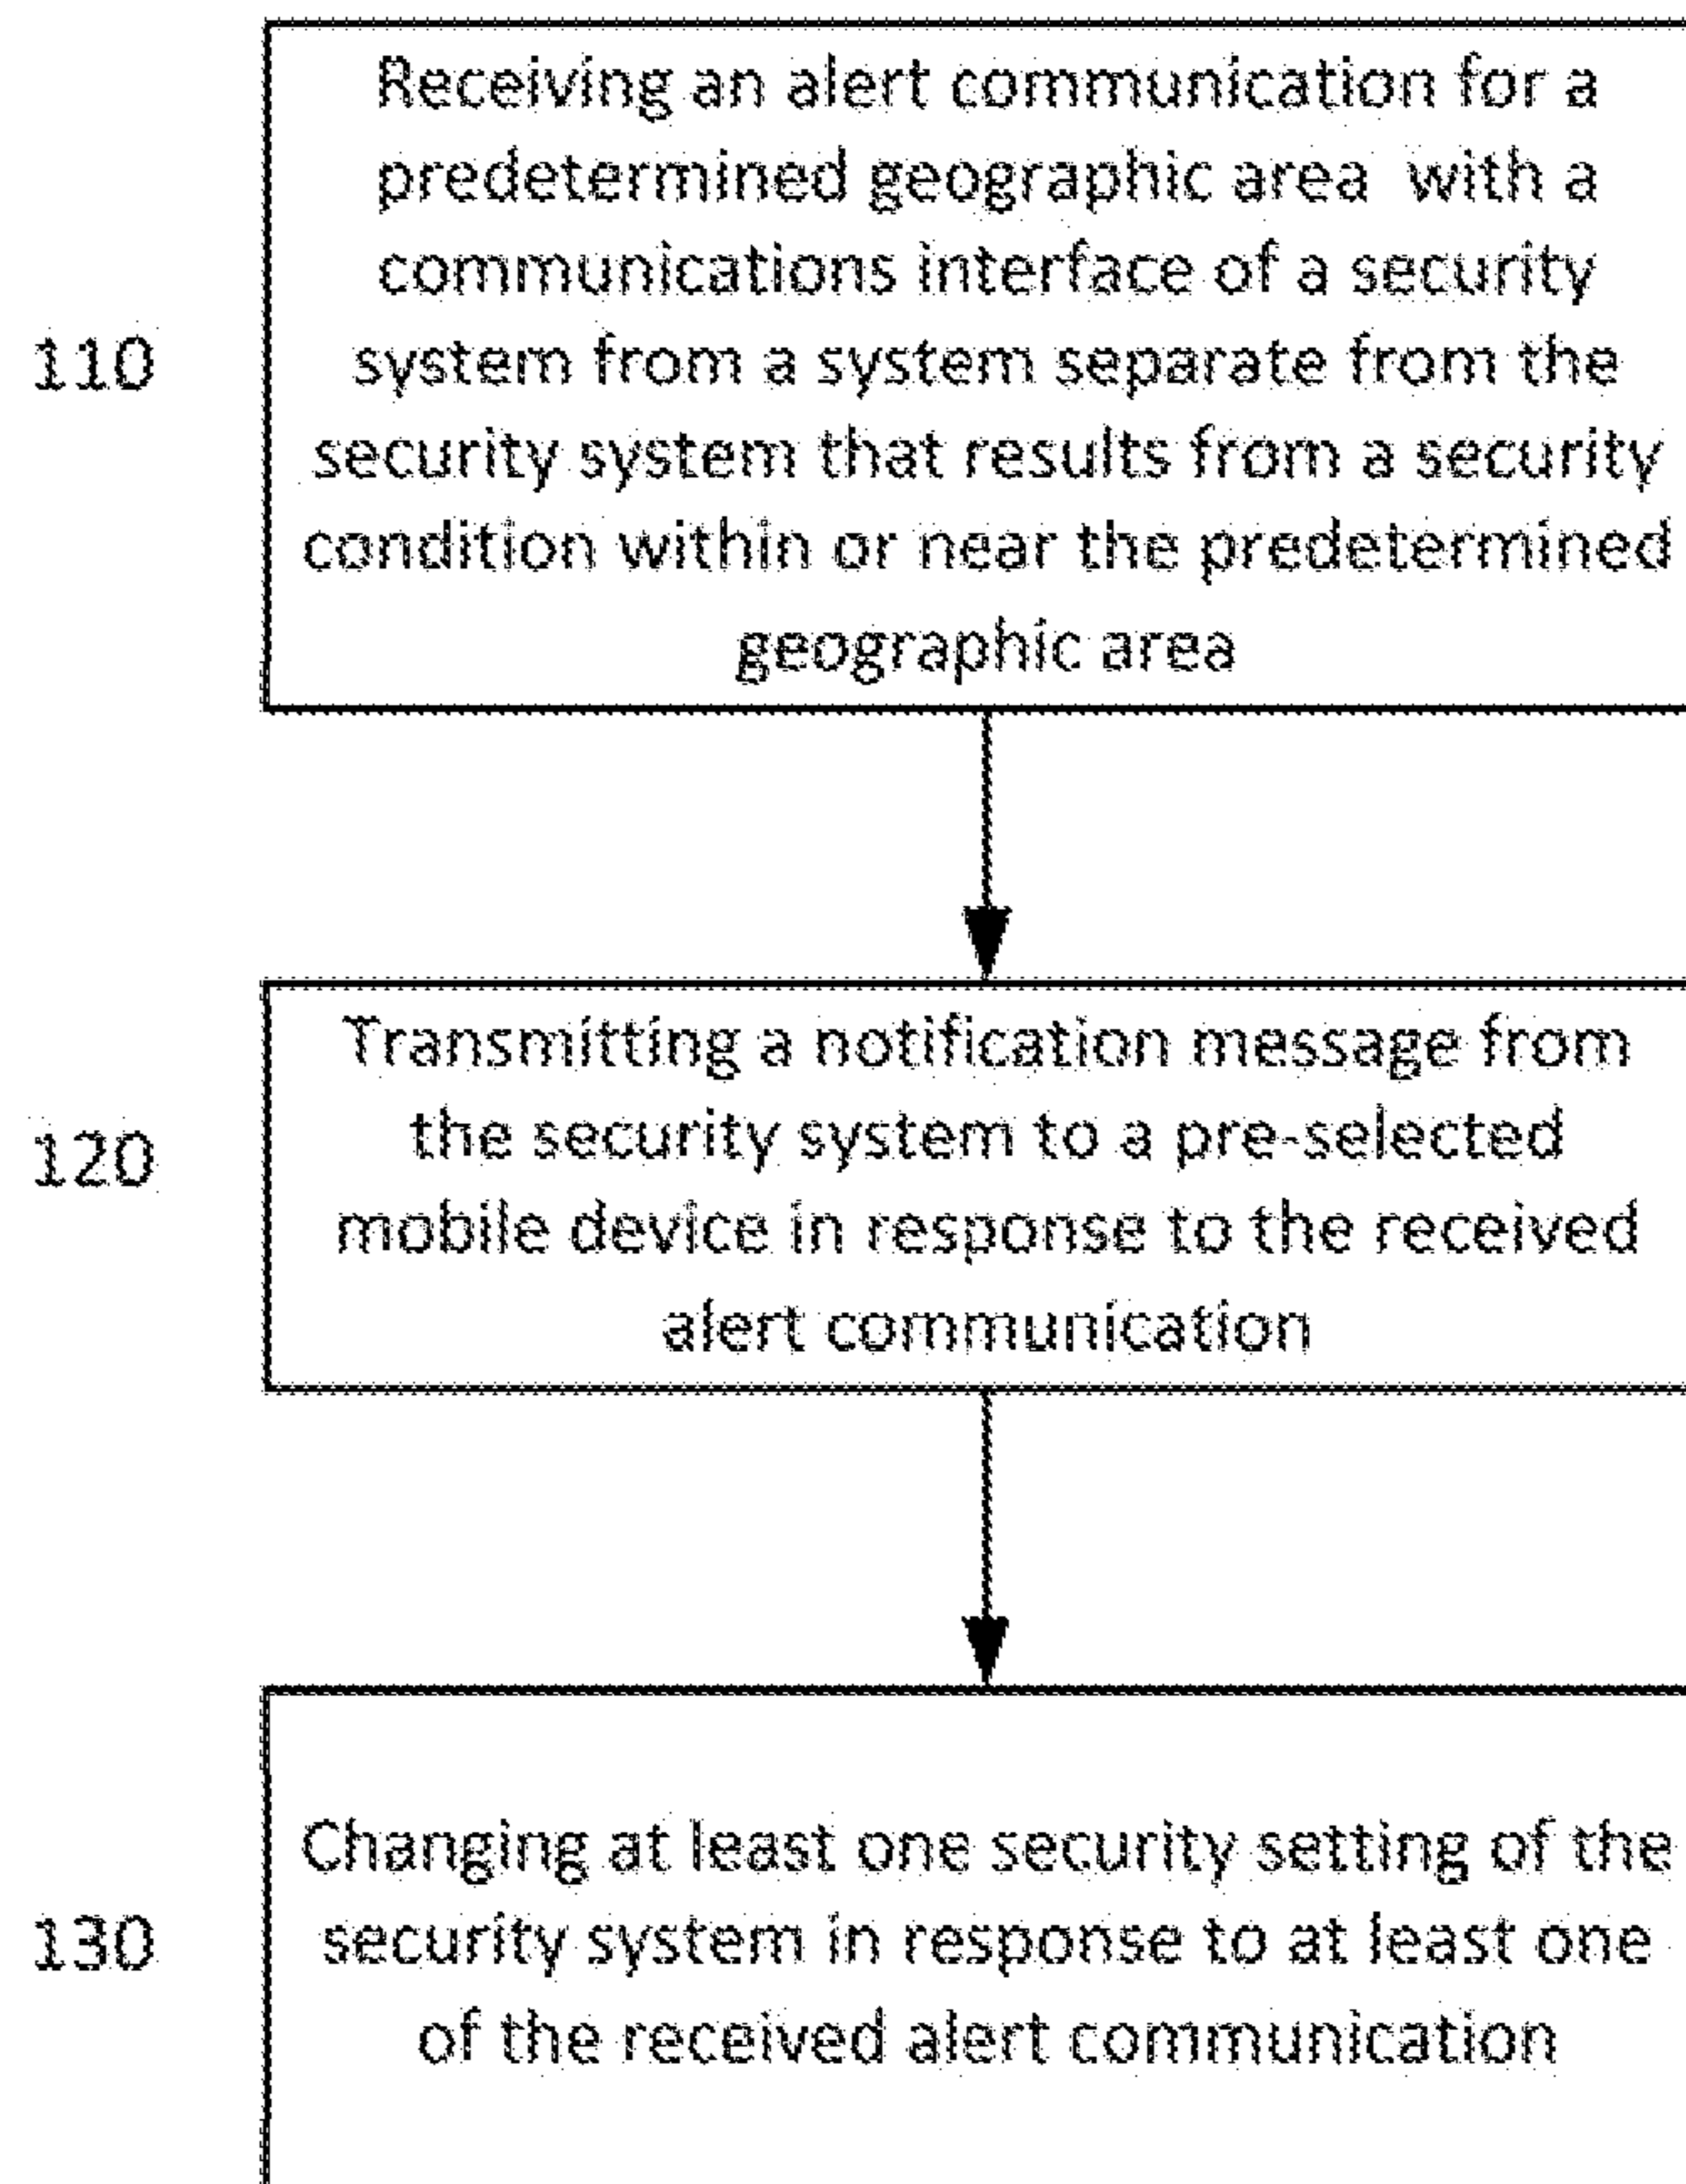 Receiving an alert communication for a
predetermined geographic area with a
communications interface of a security
110
system from a system separate from the
security system that results from a security
condition within or near the predetermined
geographic area
Transmitting a notification message from
the security system to a pre-selected
120
mobile device in response to the received
alert communication
Changing at least one security setting of the
130
security system in response to at least one
of the received alert communication